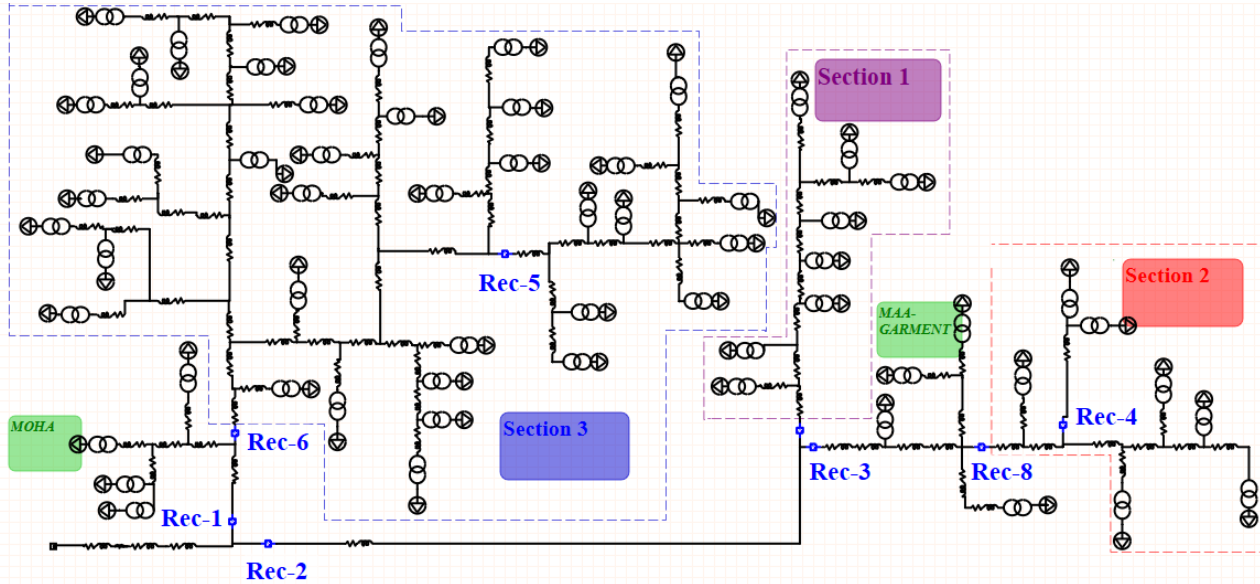 Section 1
Section 2
Rec-5
MAA-
GARMENT
MOHA
Rec-6
Section 3
Rec-4
Rec-3
Rec-8
Rec-1
Rec-2